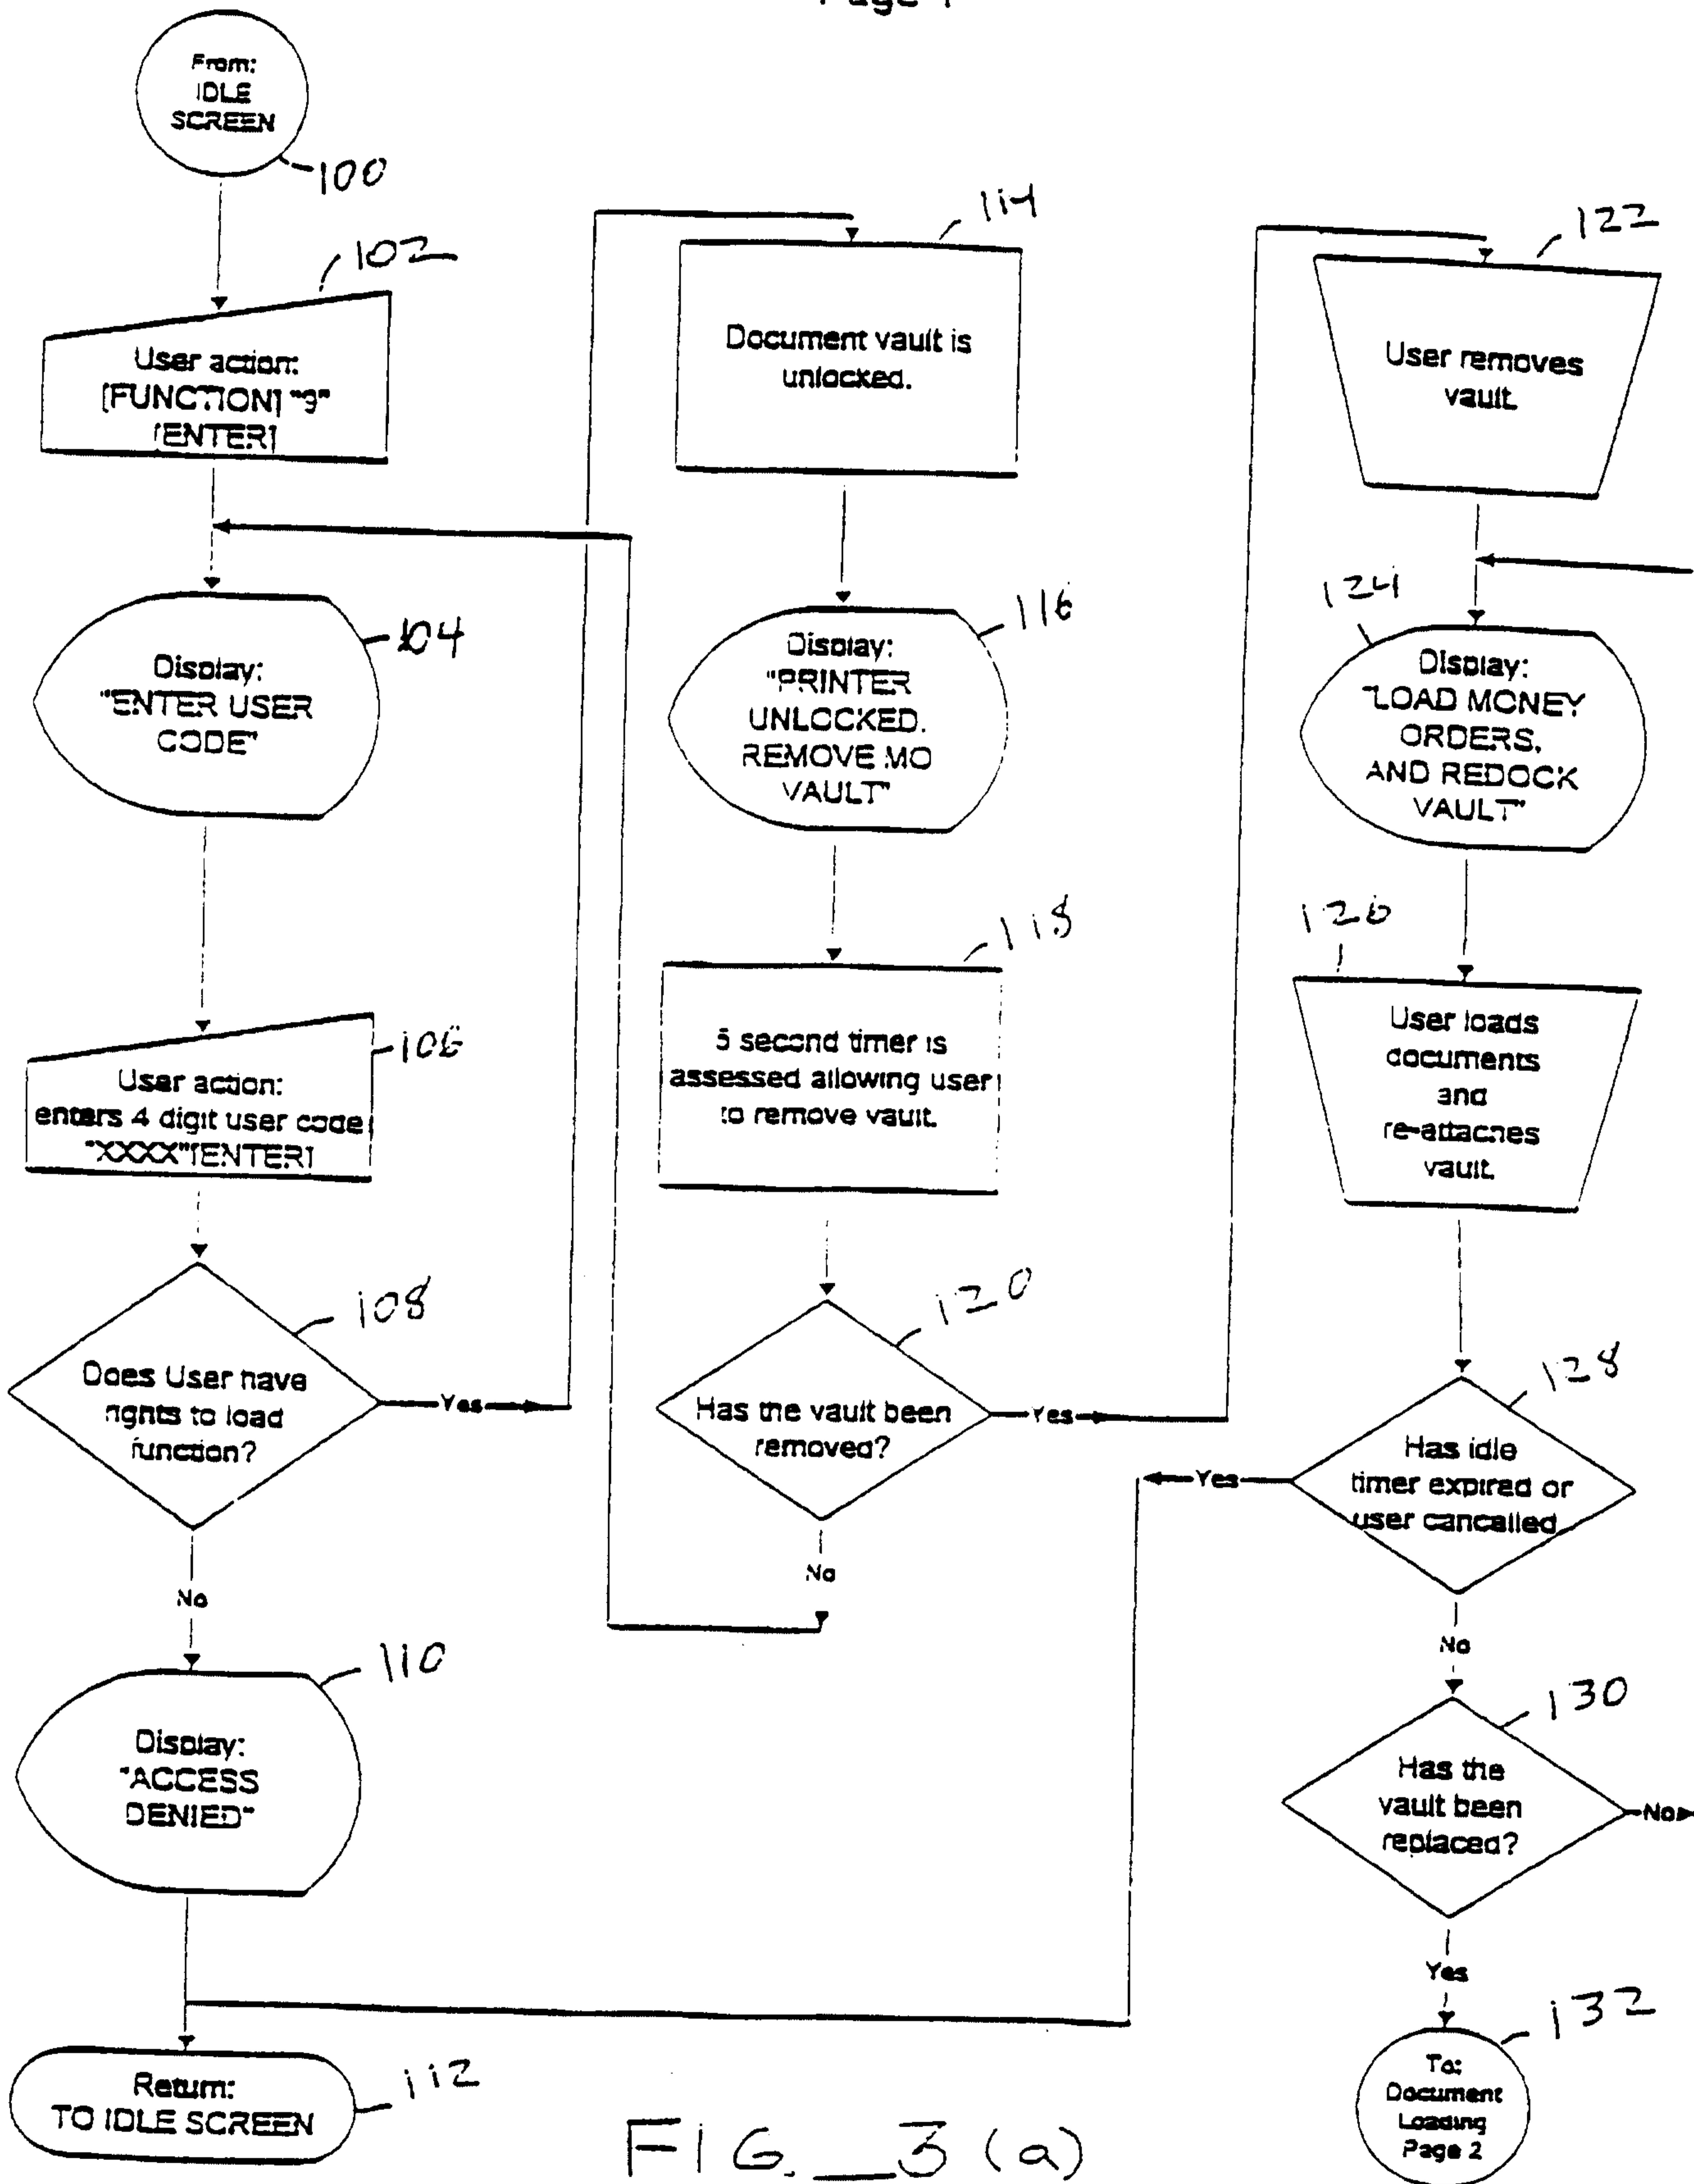 From:
IDLE
SCREEN
100
102
User action:
[FUNCTION] "9"
[ENTER]
104
Display:
"ENTER USER
CODE"
106
User action:
enters 4 digit user code
"XXXX"[ENTER]
108
Does User have
rights to load
function?
Yes
No
110
Display:
"ACCESS
DENIED"
112
Return:
TO IDLE SCREEN
114
Document vault is
unlocked.
116
Display:
"PRINTER
UNLOCKED.
REMOVE MO
VAULT"
118
5 second timer is
assessed allowing user
to remove vault.
120
Has the vault been
removed?
Yes
No
122
User removes
vault.
124
Display:
"LOAD MONEY
ORDERS,
AND REDOCK
VAULT"
126
User loads
documents
and
re-attaches
vault.
128
Has idle
timer expired or
user cancelled
Yes
No
130
Has the
vault been
replaced?
No
Yes
132
To:
Document
Loading
Page 2
FIG._3 (a)